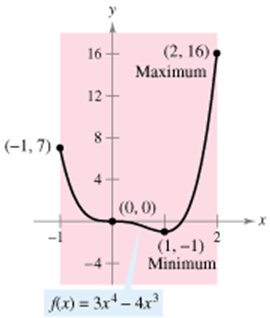 y
16
(2, 16)
Maximum
12
8
(−1, 7)
4
(0, 0)
x
−1
2
(1, −1)
−4
Minimum
f(x) = 3x⁴ − 4x³